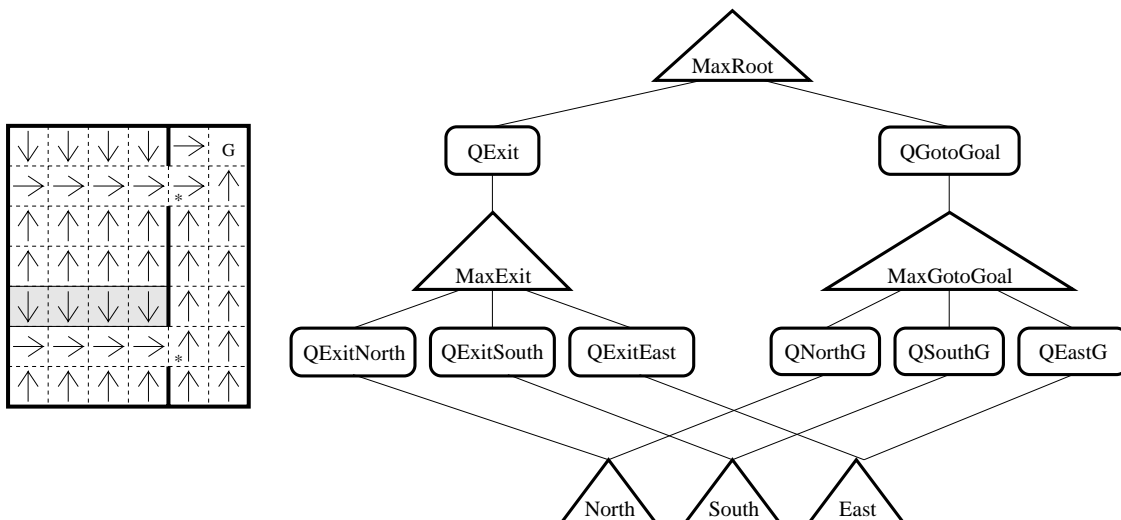 MaxRoot
G
QExit
QGotoGoal
*
MaxExit
MaxGotoGoal
QExitNorth
QExitSouth
QExitEast
QNorthG
QSouthG
QEastG
*
North
South
East